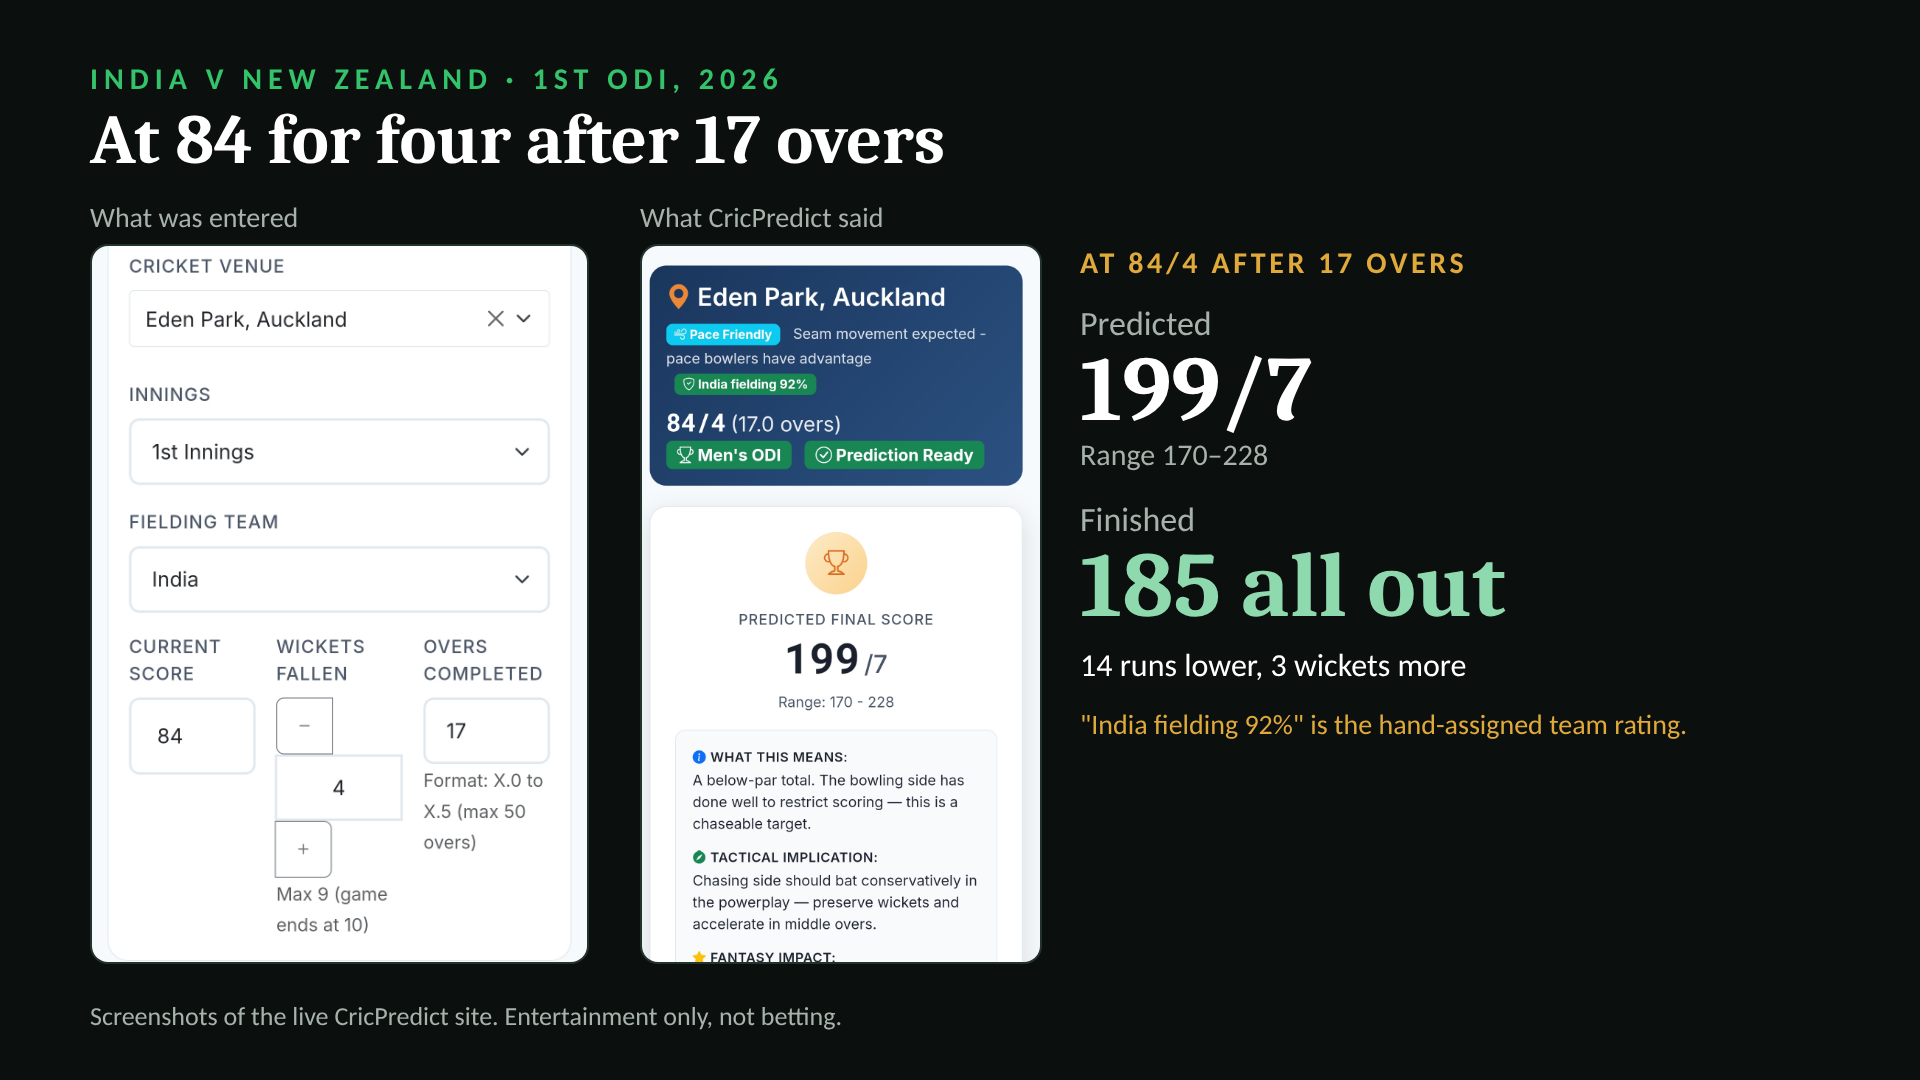 INDIA V NEW ZEALAND · 1ST ODI, 2026
At 84 for four after 17 overs
What was entered
CRICKET VENUE
Eden Park, Auckland
INNINGS
1st Innings
FIELDING TEAM
India
CURRENT
SCORE
84
WICKETS
FALLEN
−
4
+
Max 9 (game
ends at 10)
OVERS
COMPLETED
17
Format: X.0 to
X.5 (max 50
overs)
What CricPredict said
Eden Park, Auckland
Pace Friendly Seam movement expected -
pace bowlers have advantage
India fielding 92%
84/4 (17.0 overs)
Men's ODI Prediction Ready
PREDICTED FINAL SCORE
199/7
Range: 170 - 228
WHAT THIS MEANS:
A below-par total. The bowling side has
done well to restrict scoring — this is a
chaseable target.
TACTICAL IMPLICATION:
Chasing side should bat conservatively in
the powerplay — preserve wickets and
accelerate in middle overs.
FANTASY IMPACT:
AT 84/4 AFTER 17 OVERS
Predicted
199/7
Range 170–228
Finished
185 all out
14 runs lower, 3 wickets more
"India fielding 92%" is the hand-assigned team rating.
Screenshots of the live CricPredict site. Entertainment only, not betting.